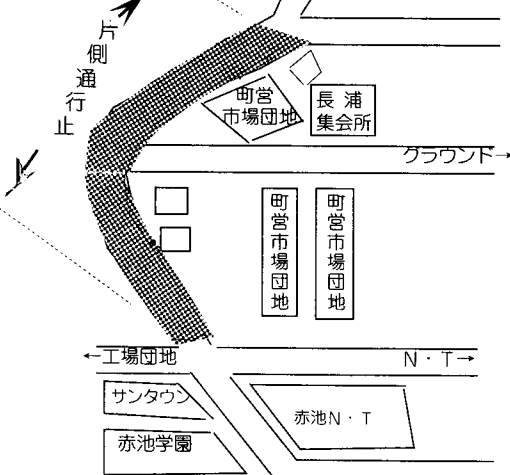 片側通行止
町営
市場団地
長浦
集会所
グラウンド→
町営市場団地
町営市場団地
←工場団地
N・T→
サンタウン
赤池N・T
赤池学園